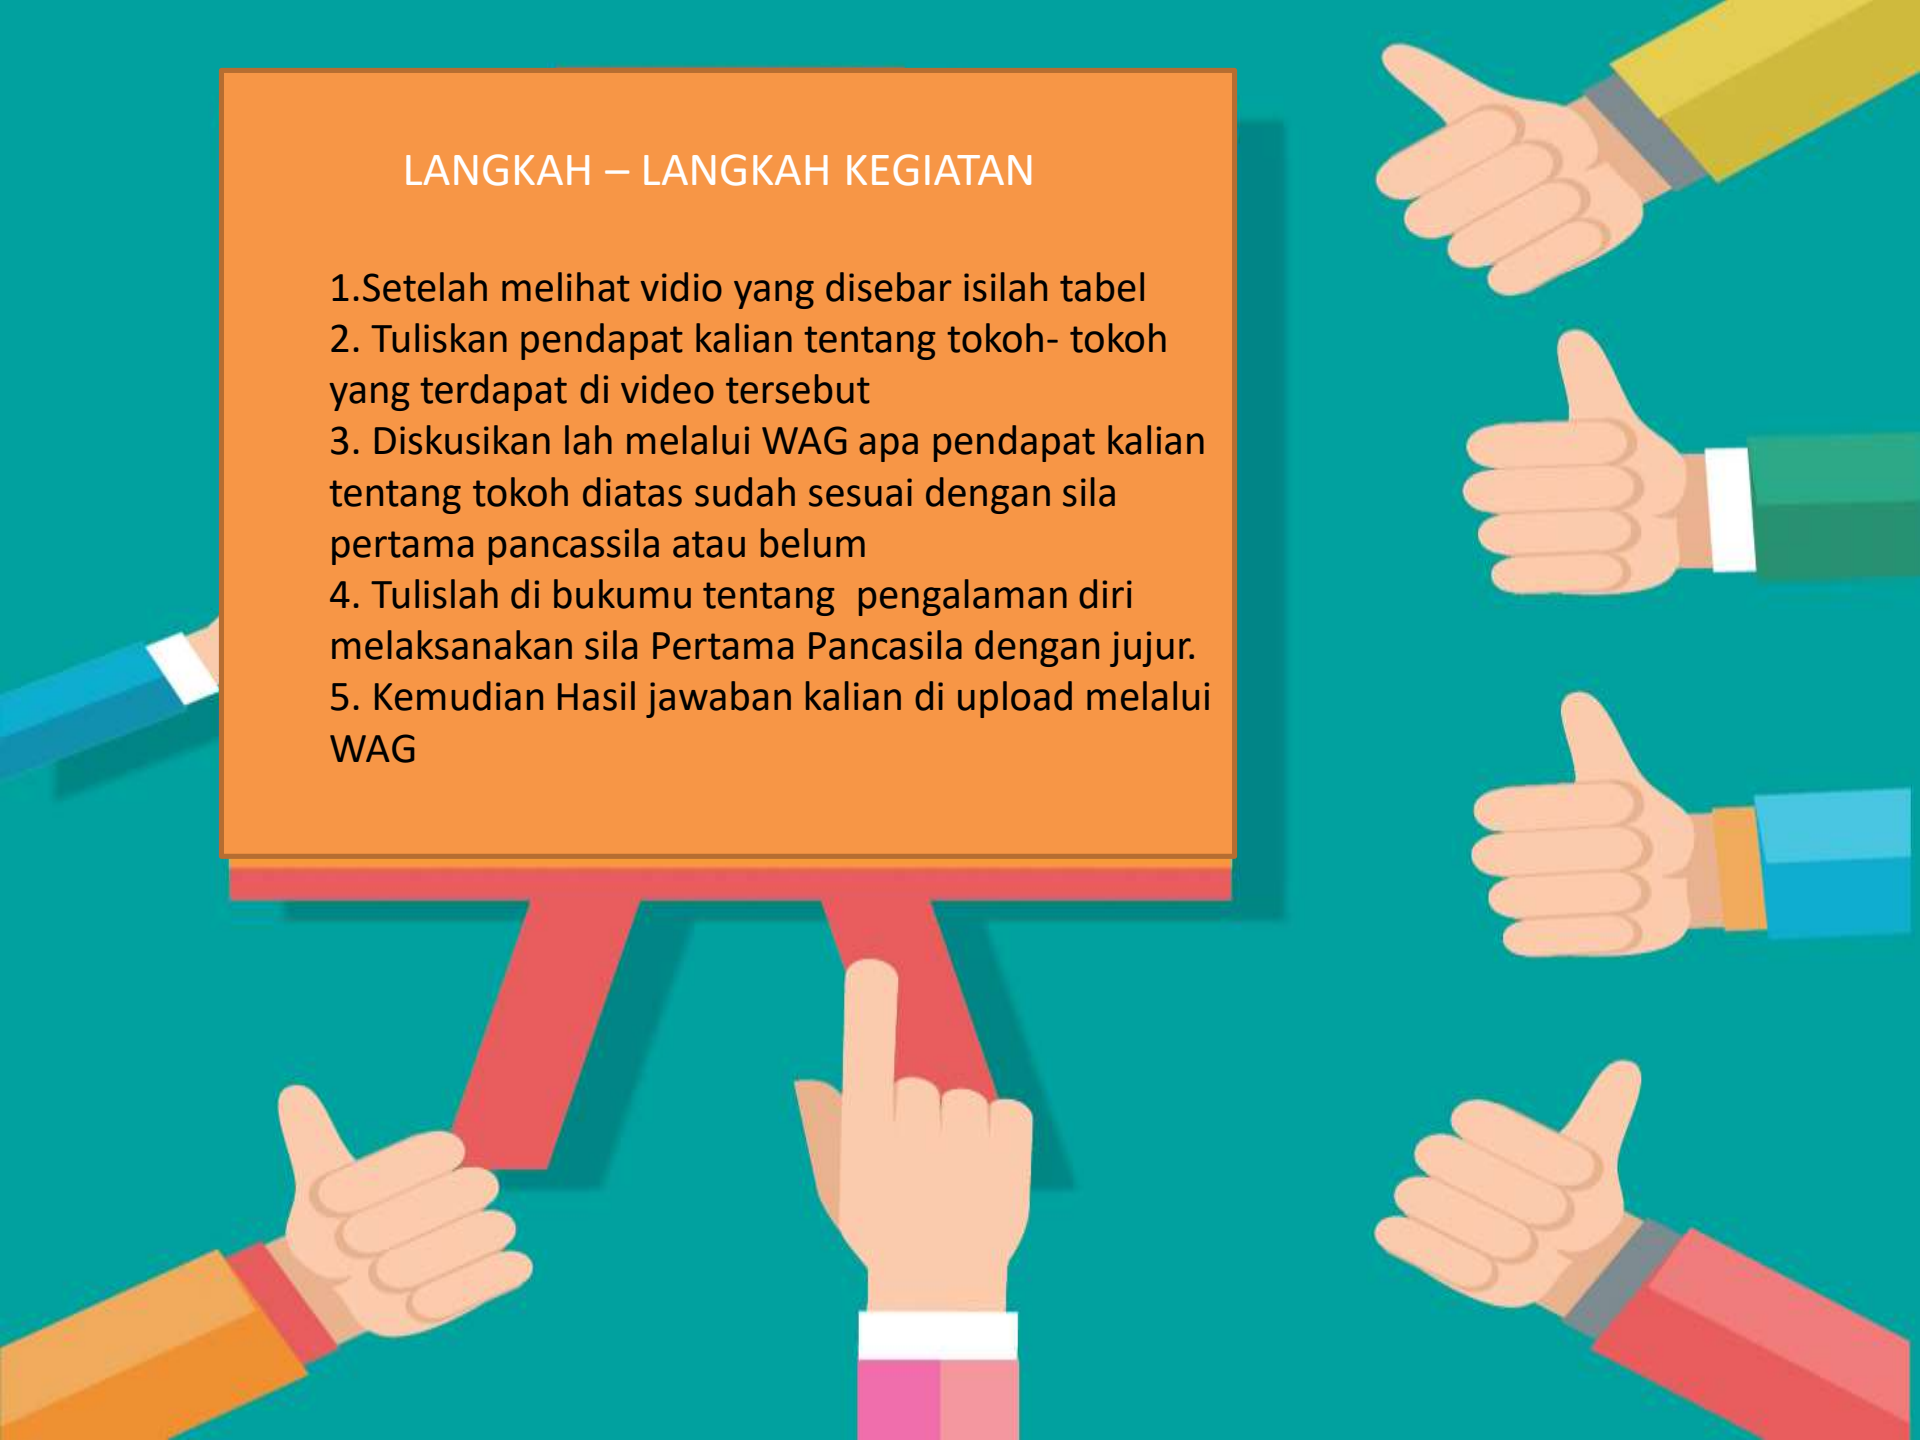 LANGKAH – LANGKAH KEGIATAN
1.Setelah melihat vidio yang disebar isilah tabel
2. Tuliskan pendapat kalian tentang tokoh- tokoh
yang terdapat di video tersebut
3. Diskusikan lah melalui WAG apa pendapat kalian
tentang tokoh diatas sudah sesuai dengan sila
pertama pancassila atau belum
4. Tulislah di bukumu tentang  pengalaman diri
melaksanakan sila Pertama Pancasila dengan jujur.
5. Kemudian Hasil jawaban kalian di upload melalui
WAG